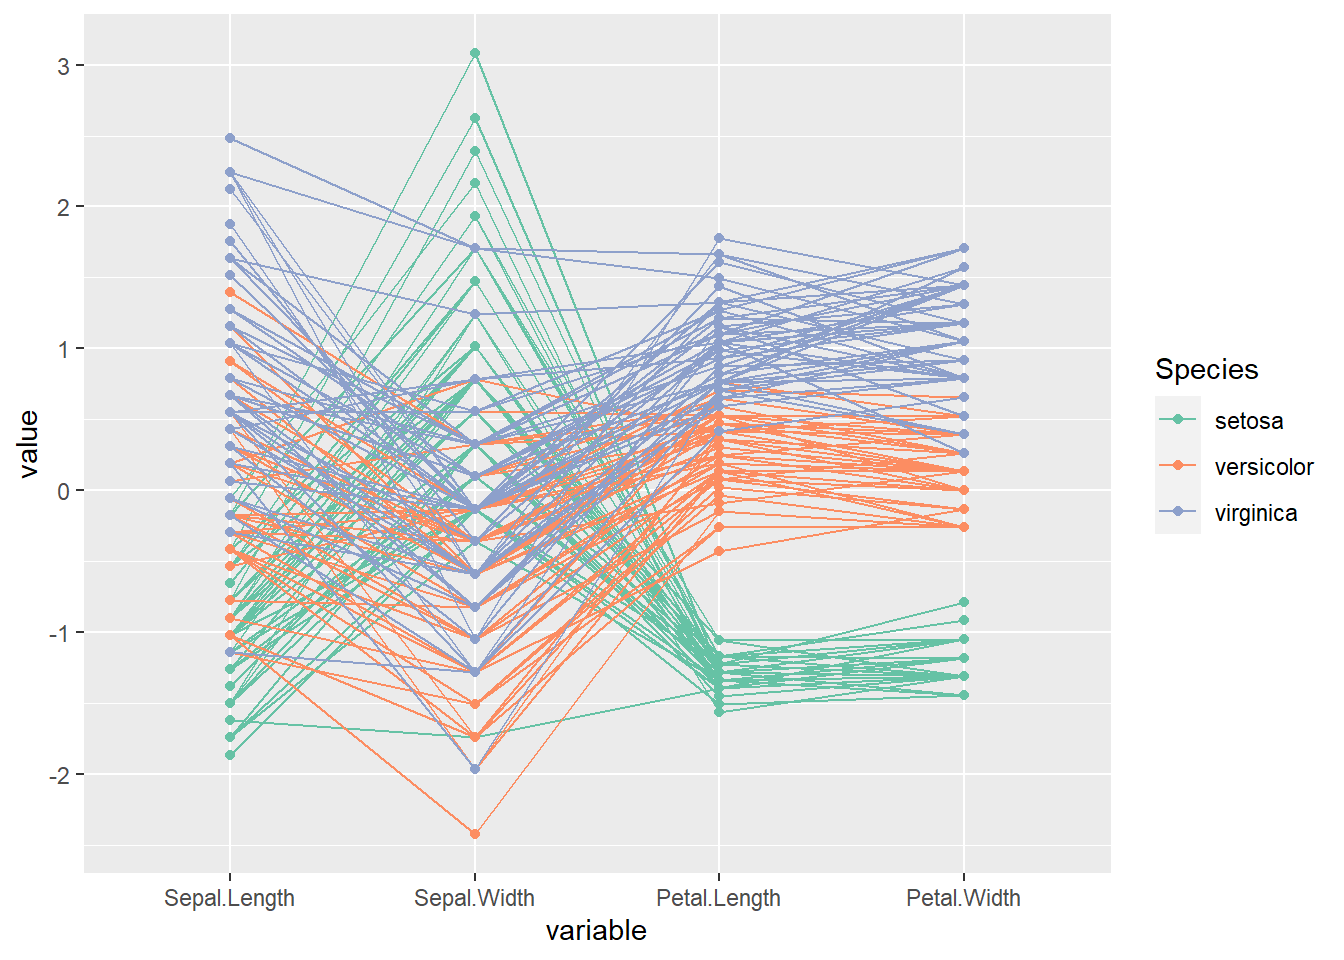 3
2
1
0
-1
-2
value
Sepal.Length
Sepal.Width
Petal.Length
Petal.Width
variable
Species
setosa
versicolor
virginica